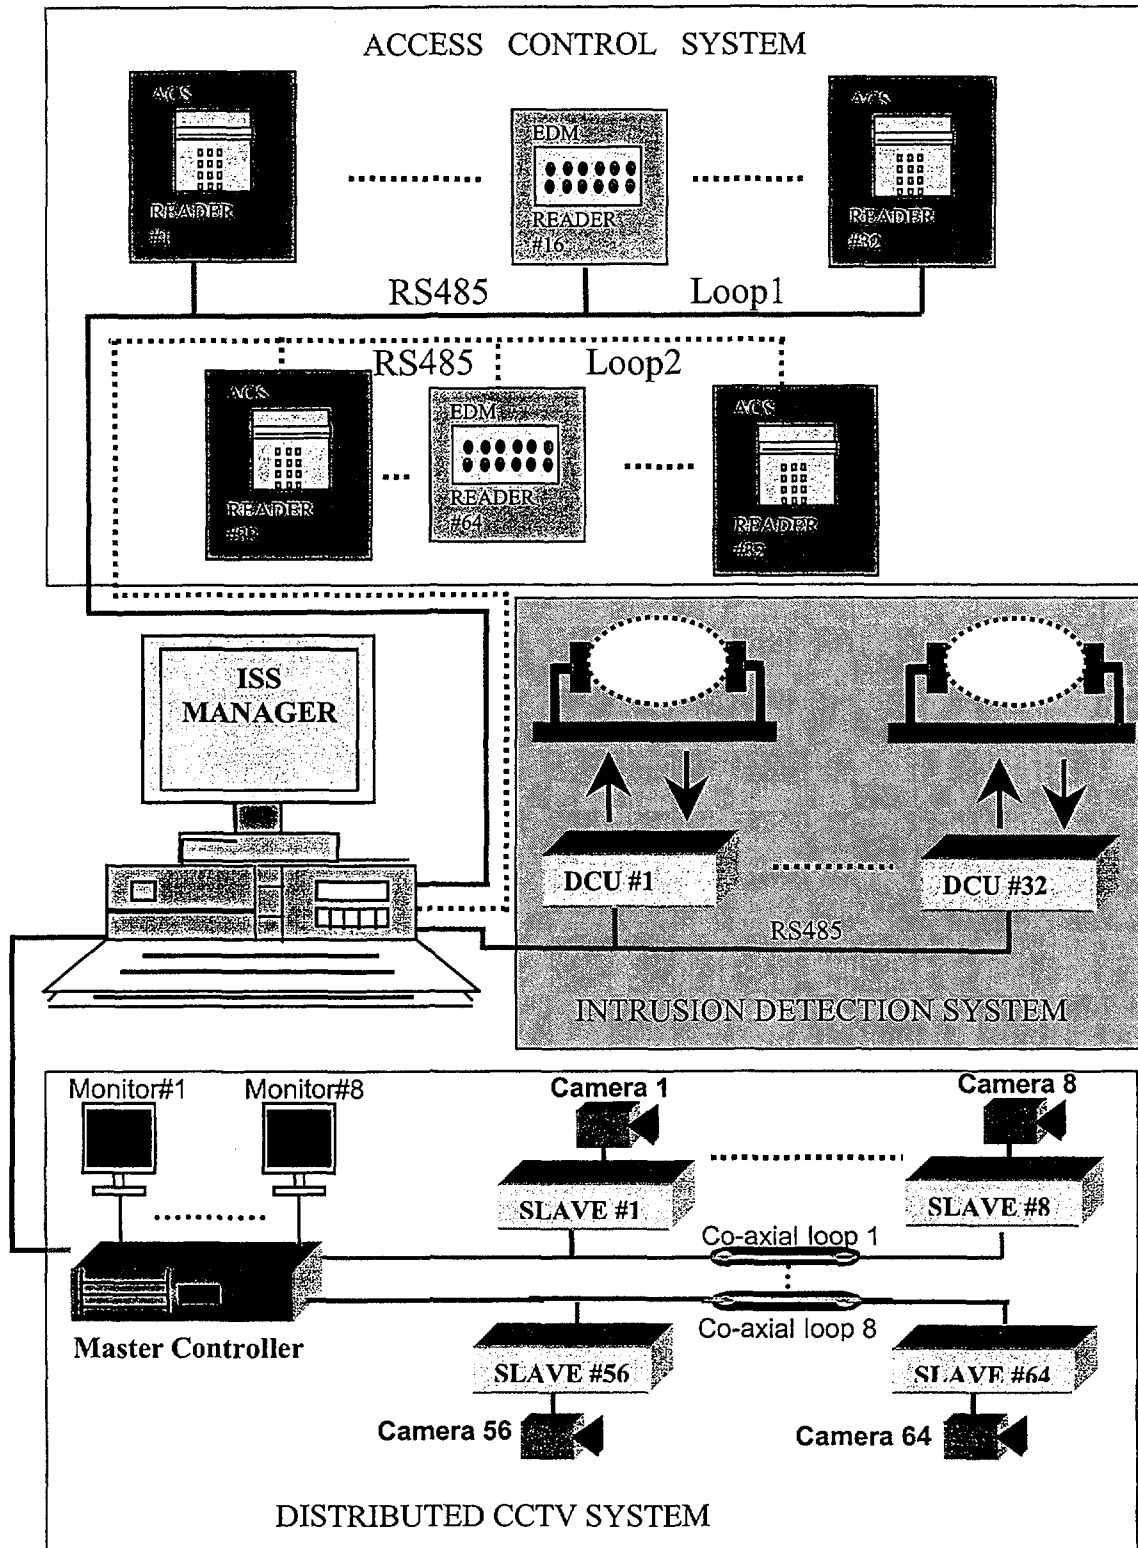 ACCESS CONTROL SYSTEM
ACS
READER
#1
EDM
READER
#16
ACS
READER
RS485 Loop1
RS485 Loop2
ACS
READER
EDM
READER
#64
ACS
READER
ISS
MANAGER
DCU #1
DCU #32
RS485
INTRUSION DETECTION SYSTEM
Monitor#1
Monitor#8
Camera 1
Camera 8
SLAVE #1
SLAVE #8
Co-axial loop 1
Co-axial loop 8
Master Controller
SLAVE #56
SLAVE #64
Camera 56
Camera 64
DISTRIBUTED CCTV SYSTEM